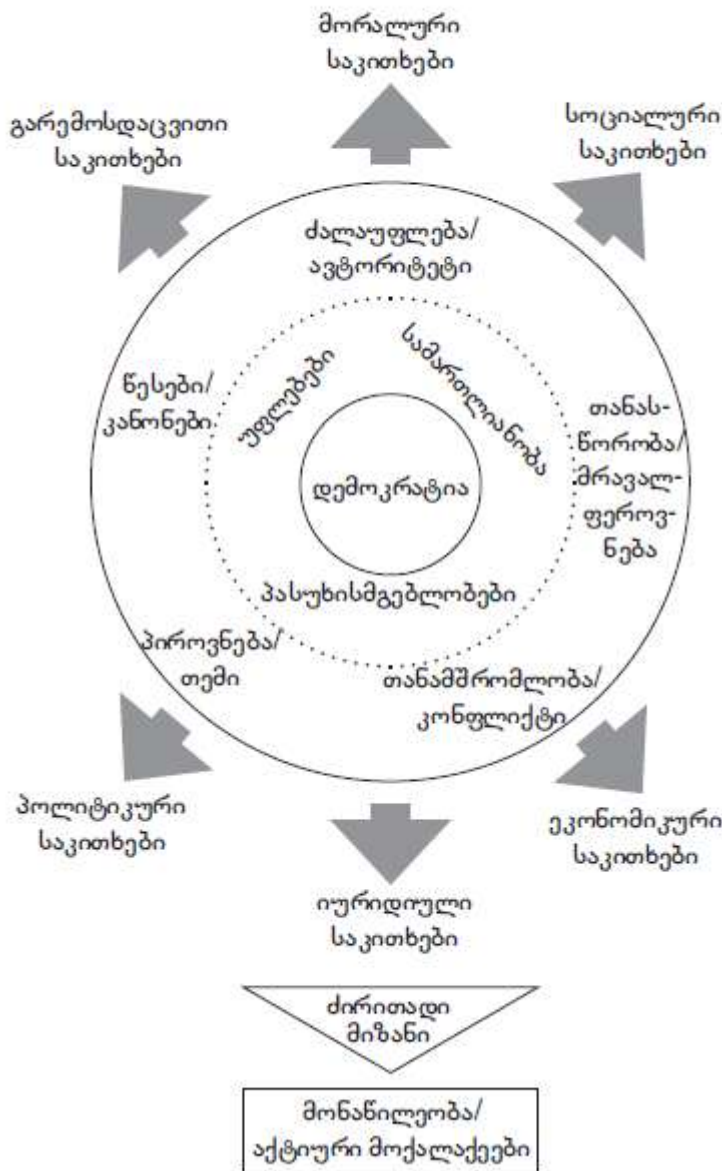 მორალური
საკითხები
გარემოსდაცვითი
საკითხები
სოციალური
საკითხები
ძალაუფლება/
ავტორიტეტი
წესები/
კანონები
უფლებები
სამართლიანობა
თანას-
წორობა/
მრავალ-
ფეროვ-
ნება
დემოკრატია
პასუხისმგებლობები
პიროვნება/
თემი
თანამშრომლობა/
კონფლიქტი
პოლიტიკური
საკითხები
ეკონომიკური
საკითხები
იურიდიული
საკითხები
ძირითადი
მიზანი
მონაწილეობა/
აქტიური მოქალაქეები